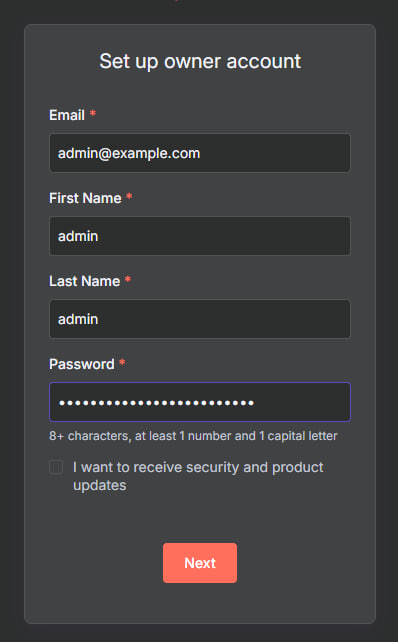 Set up owner account
Email *
admin@example.com
First Name *
admin
Last Name *
admin
Password *
•••••••••••••••••••••••••
8+ characters, at least 1 number and 1 capital letter
I want to receive security and product
updates
Next